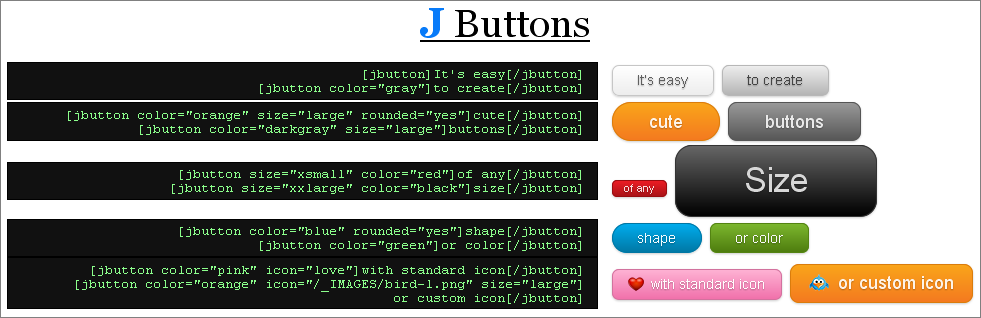 J Buttons
[jbutton]It's easy[/jbutton]
[jbutton color="gray"]to create[/jbutton]
It's easy to create
[jbutton color="orange" size="large" rounded="yes"]cute[/jbutton]
[jbutton color="darkgray" size="large"]buttons[/jbutton]
cute buttons
[jbutton size="xsmall" color="red"]of any[/jbutton]
[jbutton size="xxlarge" color="black"]size[/jbutton]
of any Size
[jbutton color="blue" rounded="yes"]shape[/jbutton]
[jbutton color="green"]or color[/jbutton]
shape or color
[jbutton color="pink" icon="love"]with standard icon[/jbutton]
[jbutton color="orange" icon="/_IMAGES/bird-1.png" size="large"]
or custom icon[/jbutton]
with standard icon or custom icon